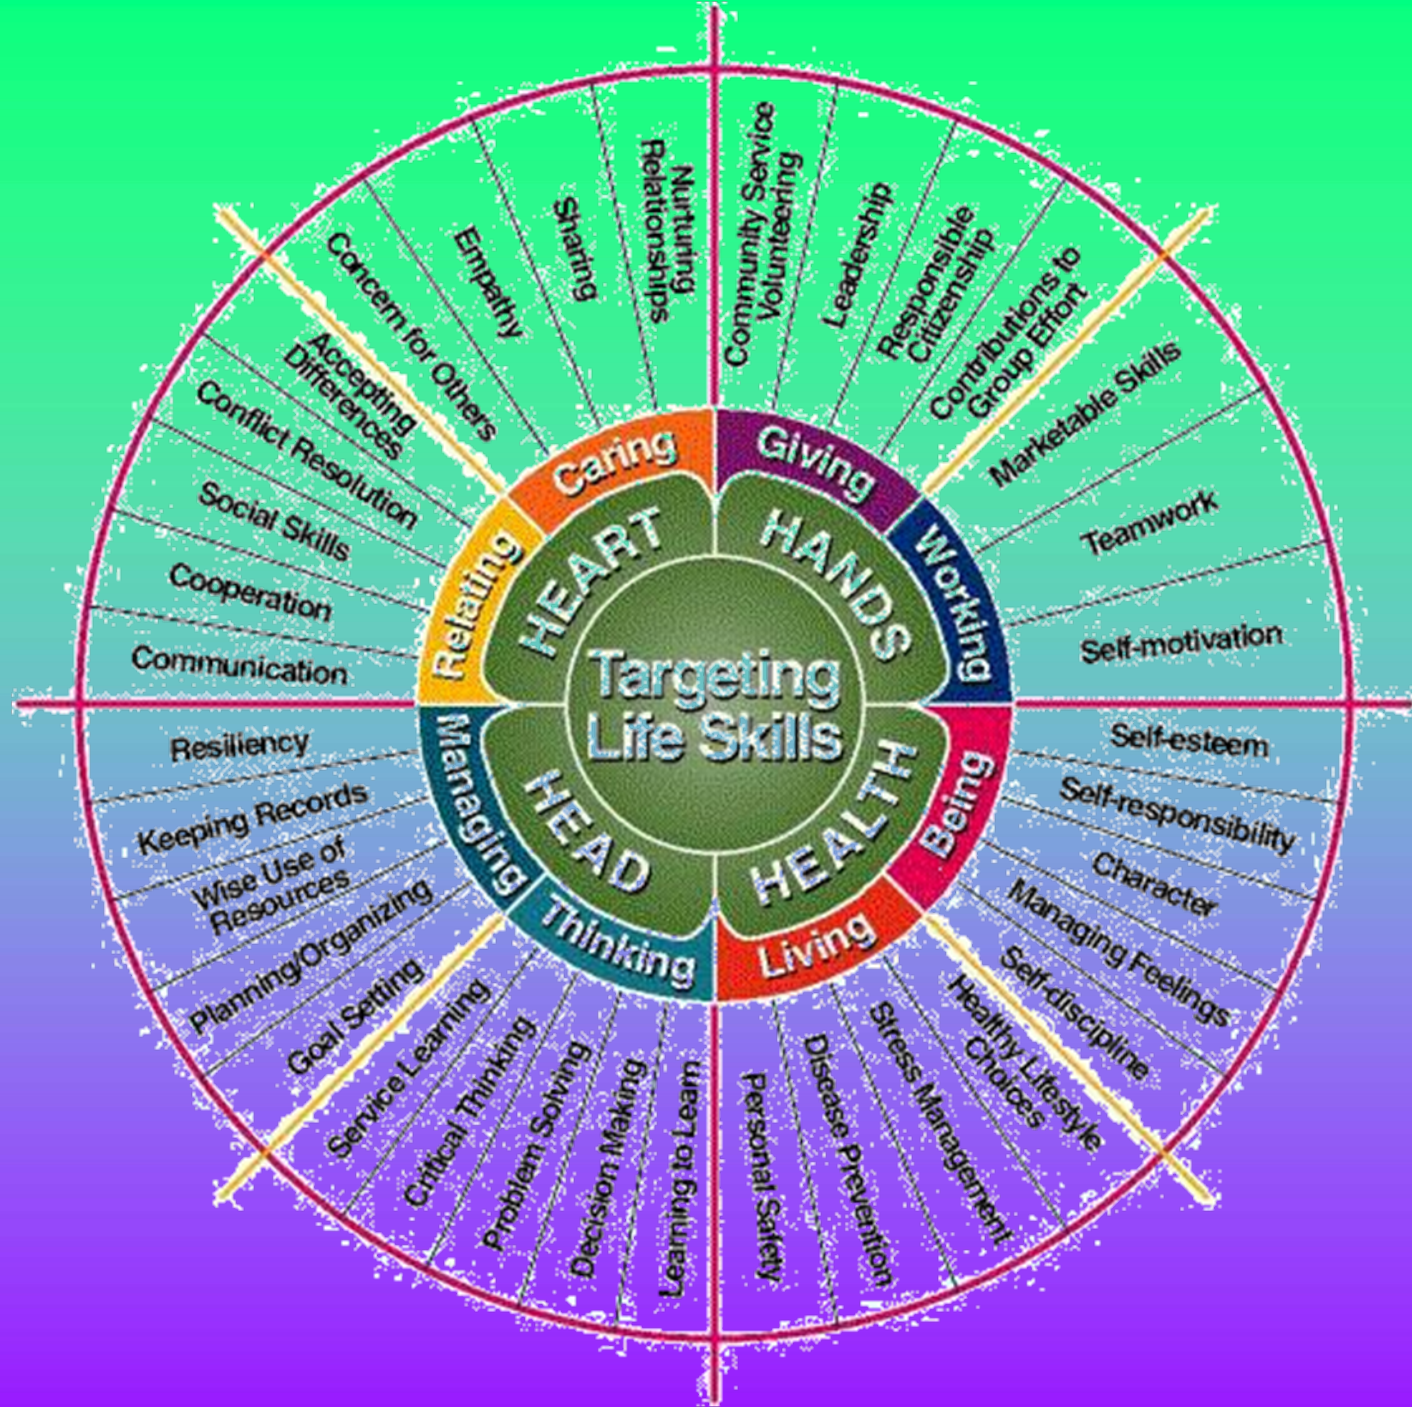 Targeting
Life Skills
HEART
HANDS
HEALTH
HEAD
Caring
Giving
Working
Being
Living
Thinking
Managing
Relating
Community Service
Volunteering
Leadership
Responsible
Citizenship
Contributions to
Group Effort
Marketable Skills
Teamwork
Self-motivation
Self-esteem
Self-responsibility
Character
Managing Feelings
Self-discipline
Healthy Lifestyle
Choices
Stress Management
Disease Prevention
Personal Safety
Learning to Learn
Decision Making
Problem Solving
Critical Thinking
Service Learning
Goal Setting
Planning/Organizing
Wise Use of
Resources
Keeping Records
Resiliency
Communication
Cooperation
Social Skills
Conflict Resolution
Accepting
Differences
Concern for Others
Empathy
Sharing
Nurturing
Relationships